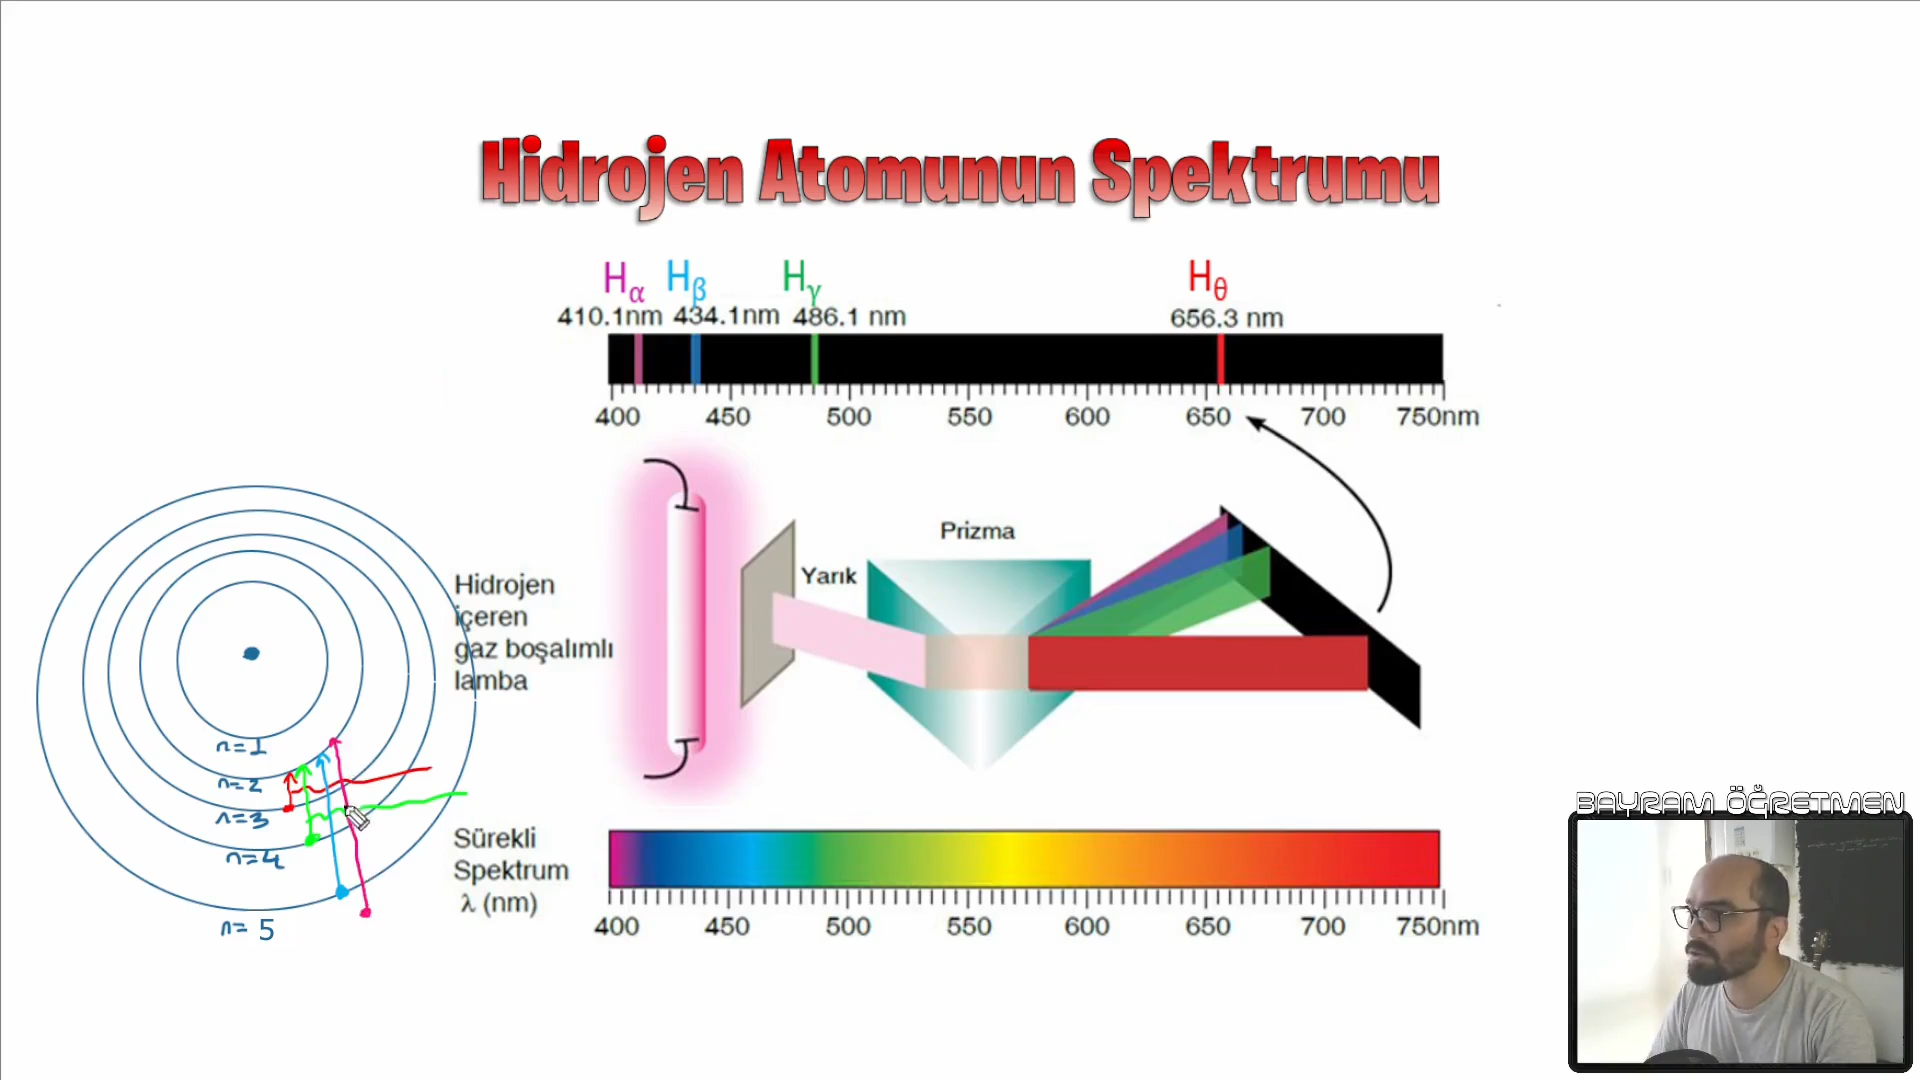 Hidrojen Atomunun Spektrumu
Hα Hβ Hγ Hθ
410.1nm 434.1nm 486.1 nm 656.3 nm
400 450 500 550 600 650 700 750nm
Prizma
Yarık
Hidrojen
içeren
gaz boşalımlı
lamba
n=1
n=2
n=3
n=4
n=5
Sürekli
Spektrum
λ (nm)
400 450 500 550 600 650 700 750nm
BAYRAM ÖĞRETMEN